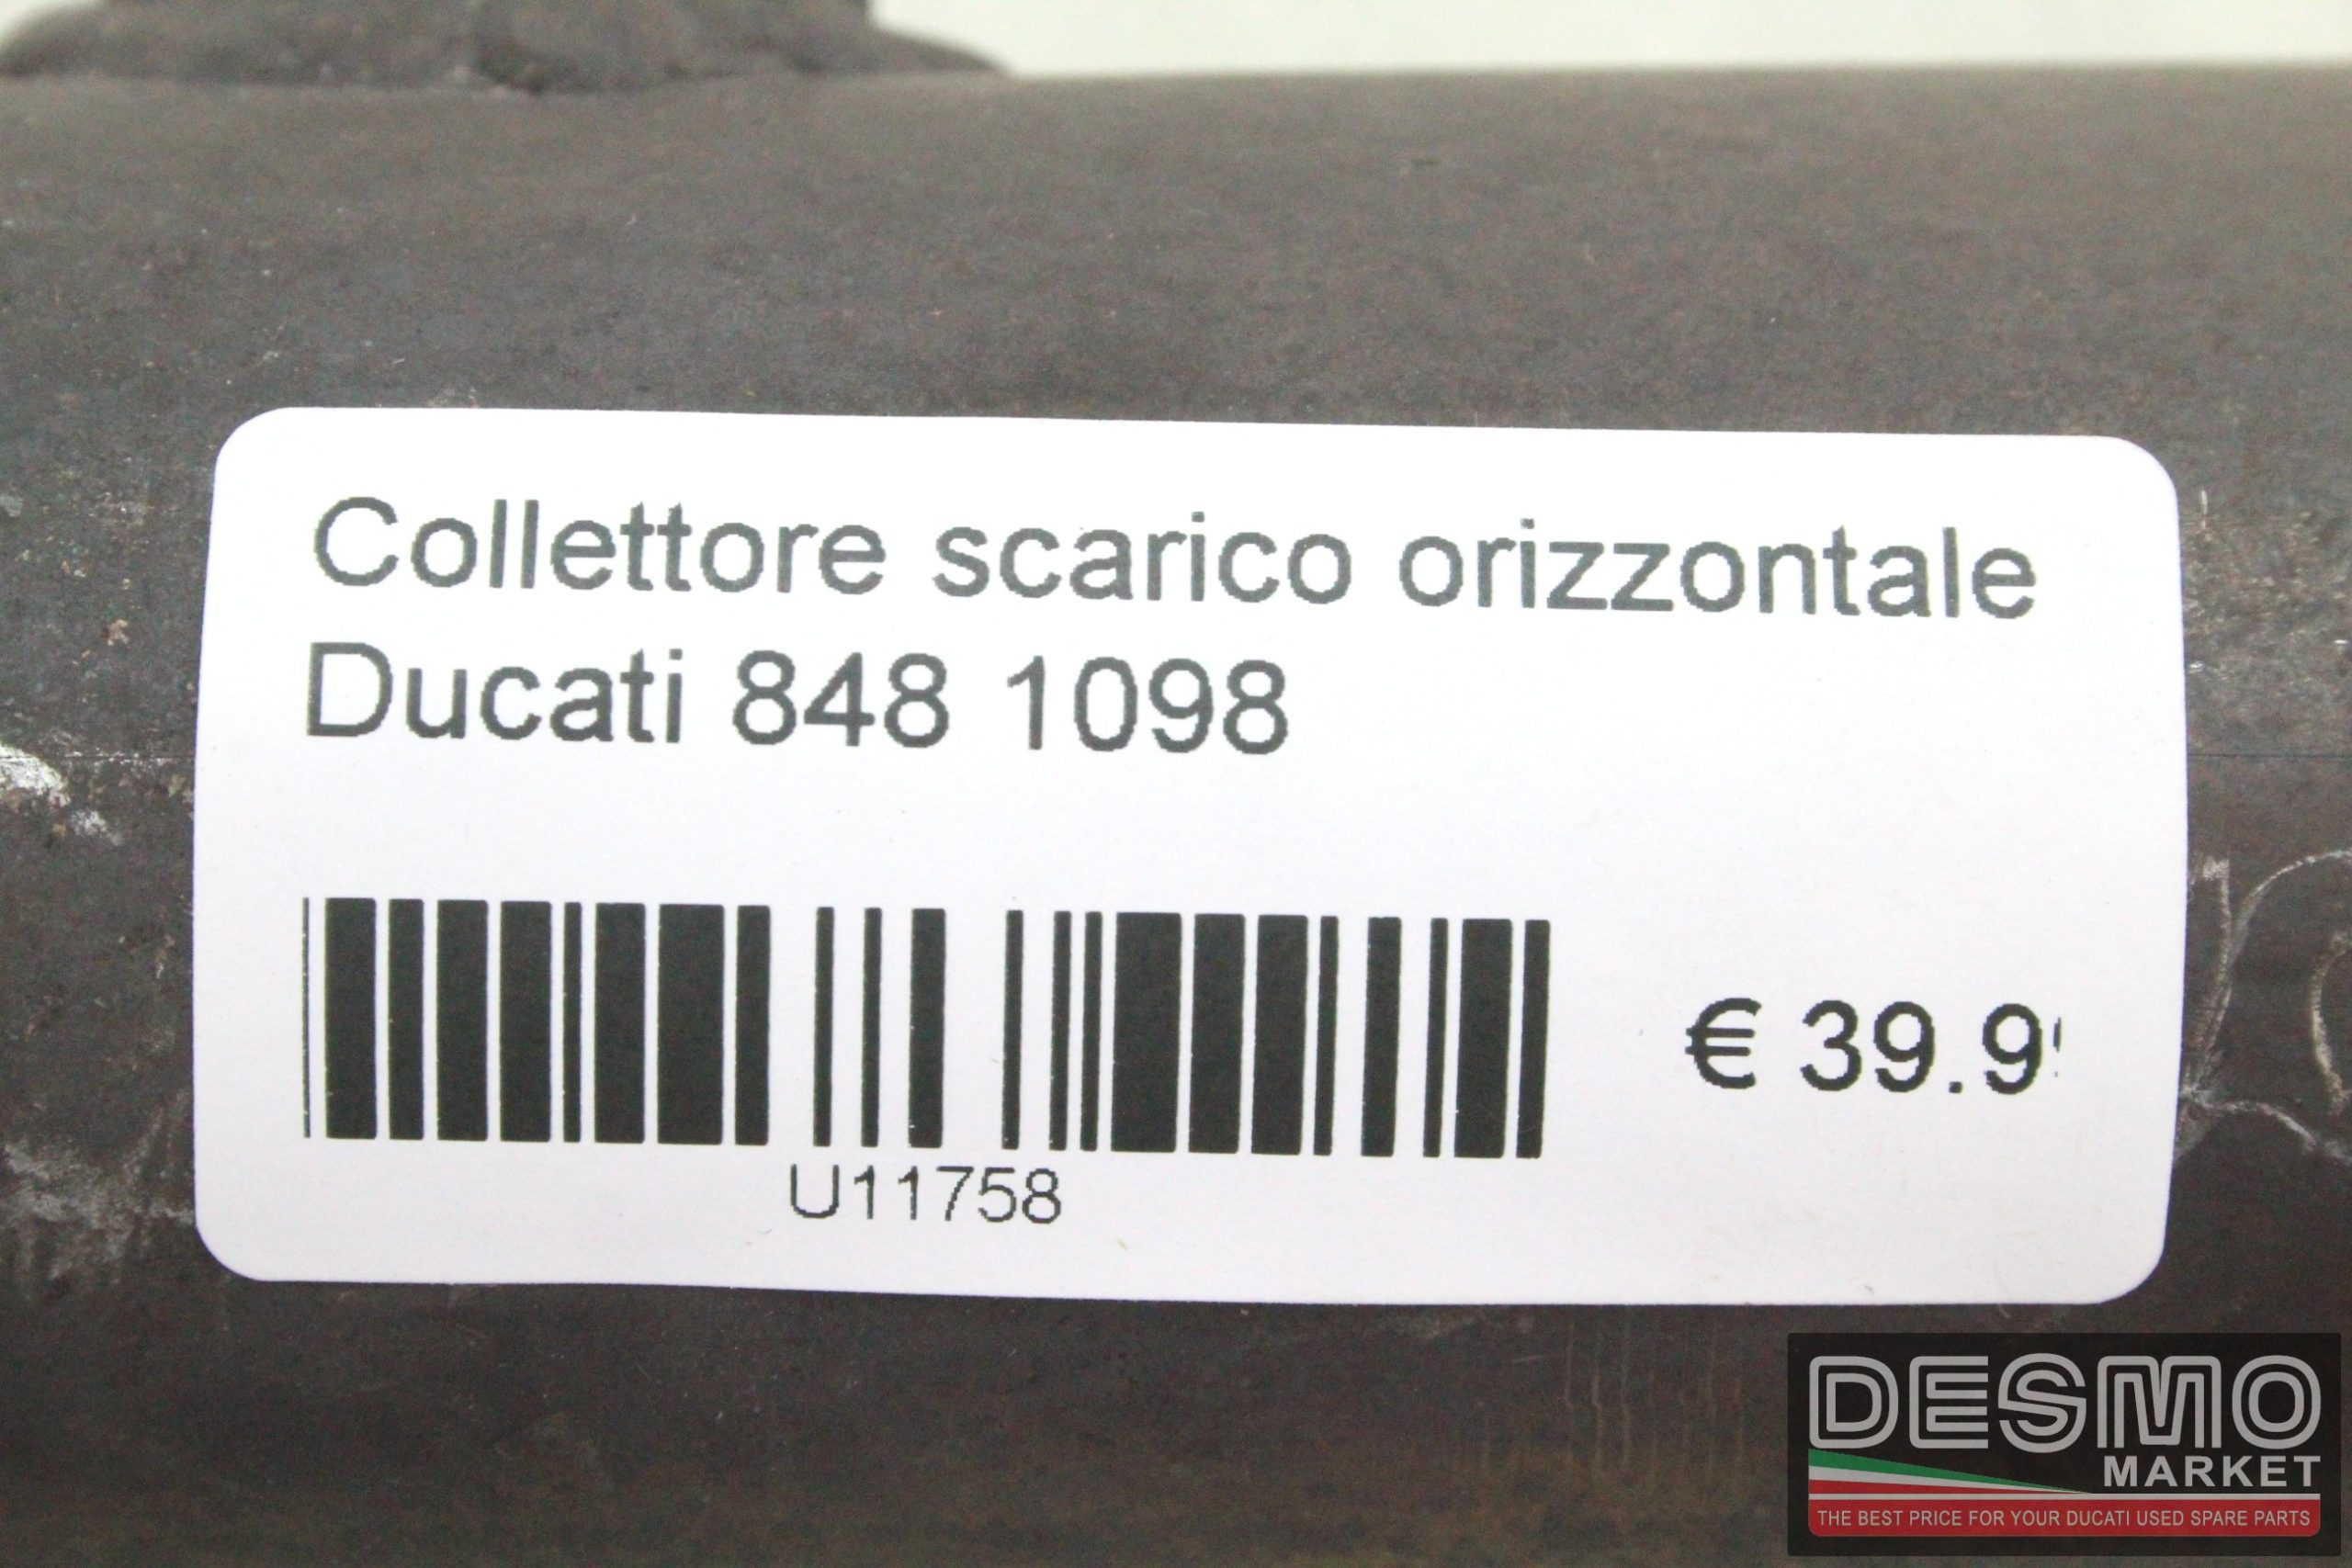 Collettore scarico orizzontale
Ducati 848 1098
€ 39.9
U11758
DESMO
MARKET
THE BEST PRICE FOR YOUR DUCATI USED SPARE PARTS